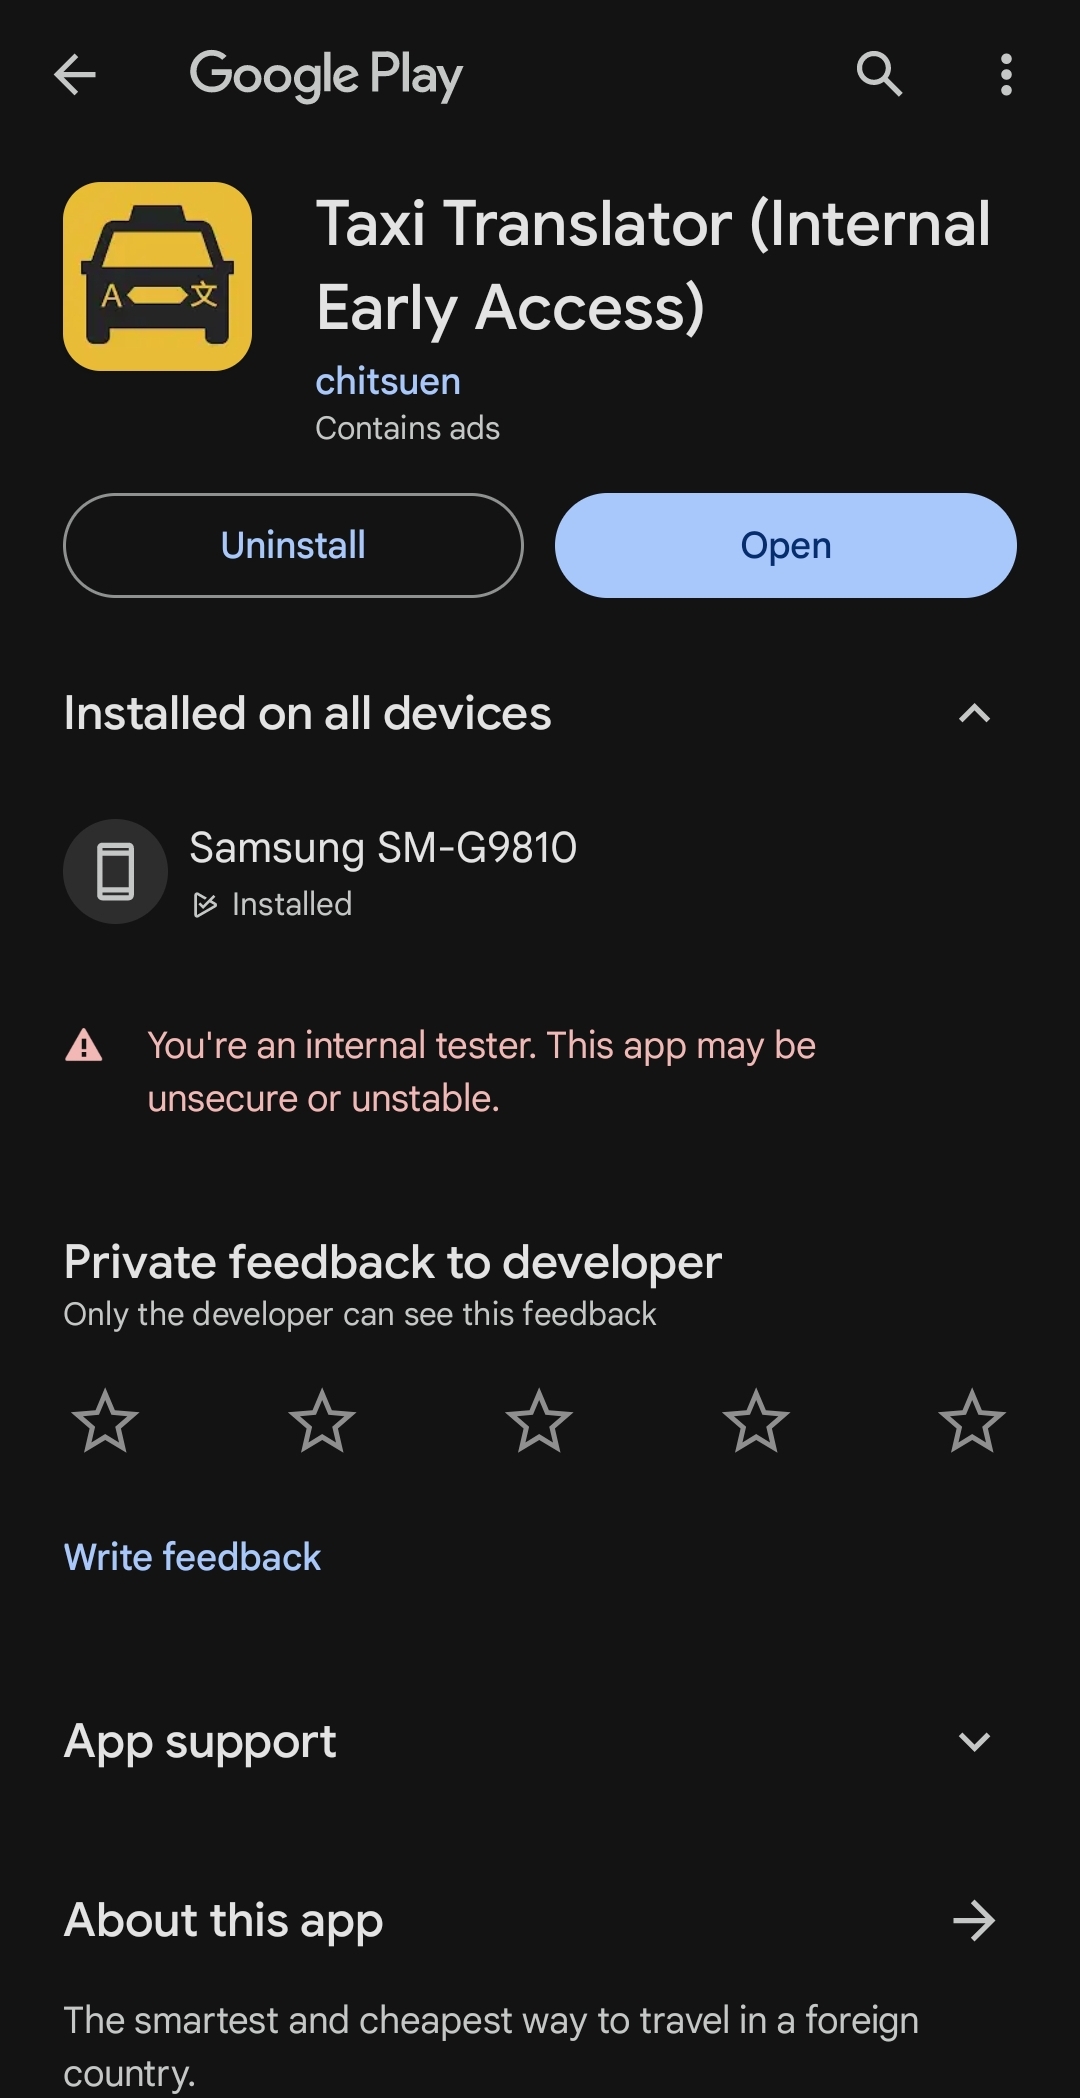 Google Play
A 文
Taxi Translator (Internal
Early Access)
chitsuen
Contains ads
Uninstall
Open
Installed on all devices
Samsung SM-G9810
Installed
You're an internal tester. This app may be
unsecure or unstable.
Private feedback to developer
Only the developer can see this feedback
Write feedback
App support
About this app
The smartest and cheapest way to travel in a foreign
country.